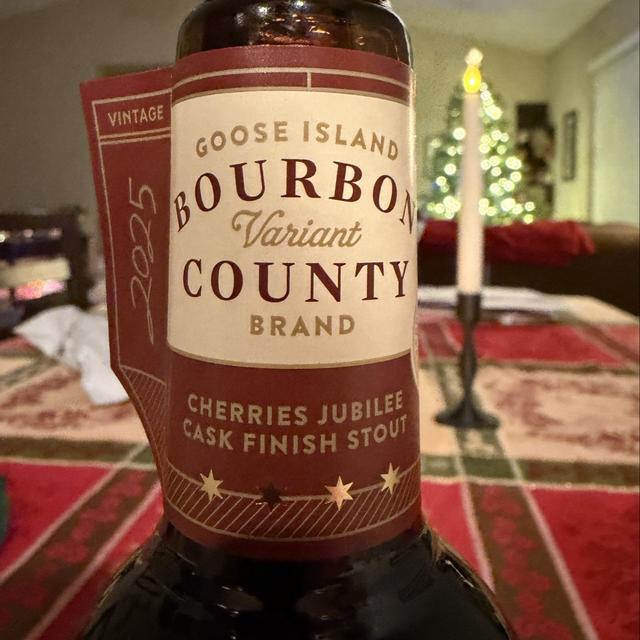 VINTAGE
2025
GOOSE ISLAND
BOURBON
Variant
COUNTY
BRAND
CHERRIES JUBILEE
CASK FINISH STOUT